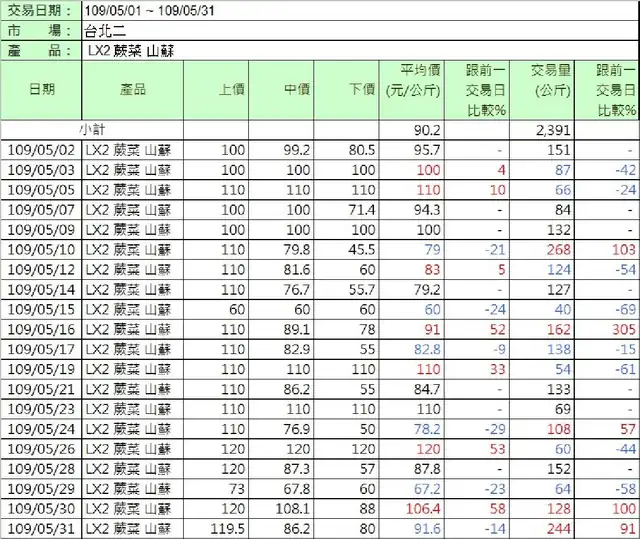 交易日期： 109/05/01 ~ 109/05/31
市 場： 台北二
產 品： LX2 蕨菜 山蘇
日期 產品 上價 中價 下價 平均價(元/公斤) 跟前一交易日比較% 交易量(公斤) 跟前一交易日比較%
小計 90.2 2,391
109/05/02 LX2 蕨菜 山蘇 100 99.2 80.5 95.7 - 151 -
109/05/03 LX2 蕨菜 山蘇 100 100 100 100 4 87 -42
109/05/05 LX2 蕨菜 山蘇 110 110 110 110 10 66 -24
109/05/07 LX2 蕨菜 山蘇 100 100 71.4 94.3 - 84 -
109/05/09 LX2 蕨菜 山蘇 100 100 100 100 - 132 -
109/05/10 LX2 蕨菜 山蘇 110 79.8 45.5 79 -21 268 103
109/05/12 LX2 蕨菜 山蘇 110 81.6 60 83 5 124 -54
109/05/14 LX2 蕨菜 山蘇 110 76.7 55.7 79.2 - 127 -
109/05/15 LX2 蕨菜 山蘇 60 60 60 60 -24 40 -69
109/05/16 LX2 蕨菜 山蘇 110 89.1 78 91 52 162 305
109/05/17 LX2 蕨菜 山蘇 110 82.9 55 82.8 -9 138 -15
109/05/19 LX2 蕨菜 山蘇 110 110 110 110 33 54 -61
109/05/21 LX2 蕨菜 山蘇 110 86.2 55 84.7 - 133 -
109/05/23 LX2 蕨菜 山蘇 110 110 110 110 - 69 -
109/05/24 LX2 蕨菜 山蘇 110 76.9 50 78.2 -29 108 57
109/05/26 LX2 蕨菜 山蘇 120 120 120 120 53 60 -44
109/05/28 LX2 蕨菜 山蘇 120 87.3 57 87.8 - 152 -
109/05/29 LX2 蕨菜 山蘇 73 67.8 60 67.2 -23 64 -58
109/05/30 LX2 蕨菜 山蘇 120 108.1 88 106.4 58 128 100
109/05/31 LX2 蕨菜 山蘇 119.5 86.2 80 91.6 -14 244 91